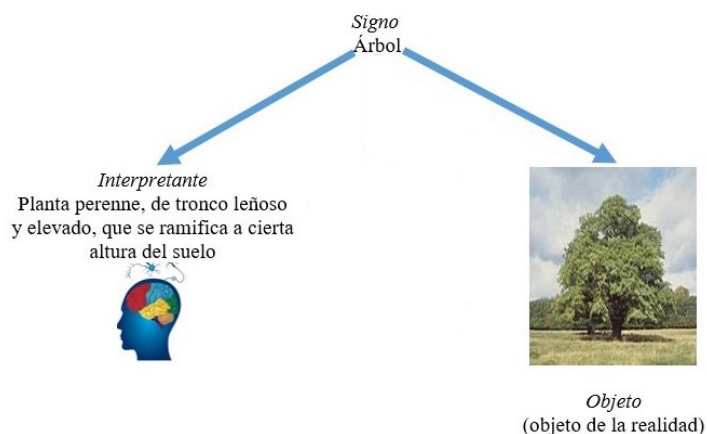 Signo
Árbol
Interpretante
Planta perenne, de tronco leñoso
y elevado, que se ramifica a cierta
altura del suelo
Objeto
(objeto de la realidad)